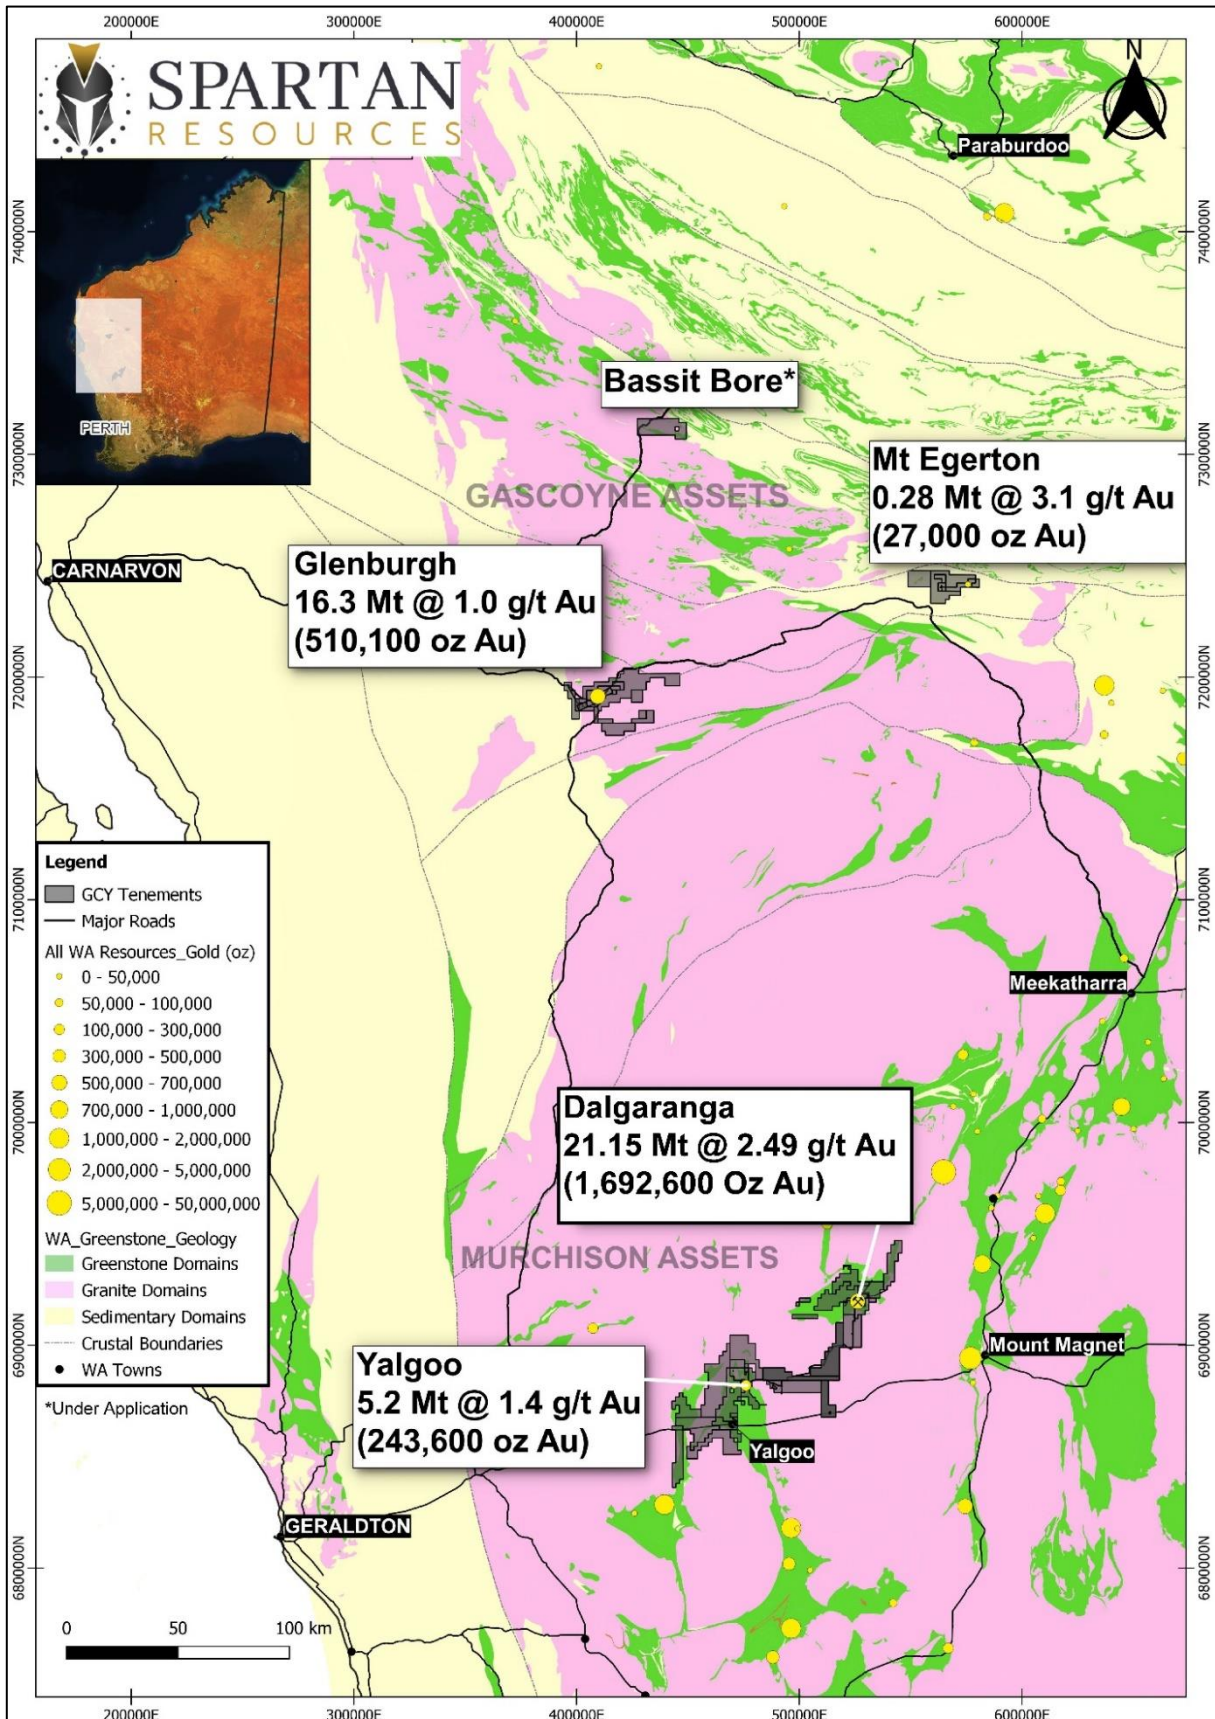 200000E 300000E 400000E 500000E 600000E
SPARTAN
RESOURCES
N
Paraburdoo
7400000N 7400000N
PERTH
Bassit Bore*
7300000N 7300000N
Mt Egerton
0.28 Mt @ 3.1 g/t Au
(27,000 oz Au)
GASCOYNE ASSETS
CARNARVON
Glenburgh
16.3 Mt @ 1.0 g/t Au
(510,100 oz Au)
7200000N 7200000N
Legend
GCY Tenements
Major Roads
All WA Resources_Gold (oz)
0 - 50,000
50,000 - 100,000
100,000 - 300,000
300,000 - 500,000
500,000 - 700,000
700,000 - 1,000,000
1,000,000 - 2,000,000
2,000,000 - 5,000,000
5,000,000 - 50,000,000
WA_Greenstone_Geology
Greenstone Domains
Granite Domains
Sedimentary Domains
Crustal Boundaries
WA Towns
*Under Application
7100000N 7100000N
Meekatharra
7000000N 7000000N
Dalgaranga
21.15 Mt @ 2.49 g/t Au
(1,692,600 Oz Au)
MURCHISON ASSETS
6900000N 6900000N
Mount Magnet
Yalgoo
5.2 Mt @ 1.4 g/t Au
(243,600 oz Au)
Yalgoo
GERALDTON
6800000N 6800000N
0 50 100 km
200000E 300000E 400000E 500000E 600000E